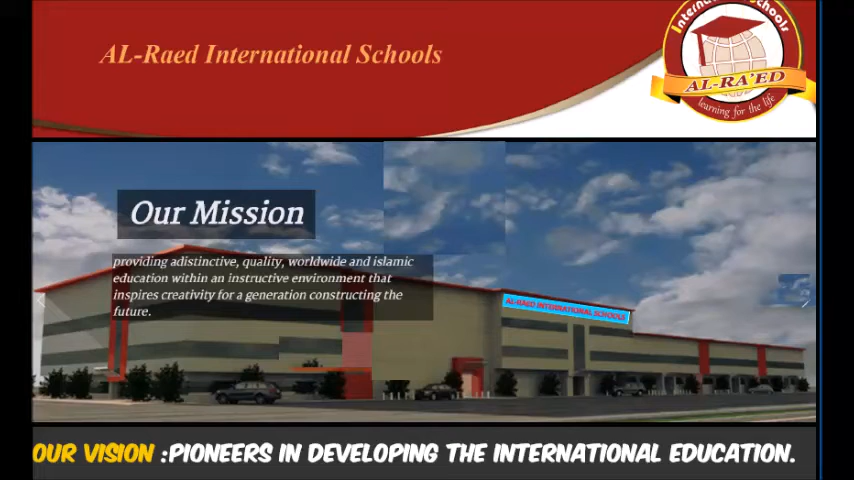 AL-Raed International Schools
International Schools
AL-RA'ED
learning for the life
Our Mission
providing adistinctive, quality, worldwide and islamic
education within an instructive environment that
inspires creativity for a generation constructing the
future.
AL-RAED INTERNATIONAL SCHOOLS
OUR VISION :PIONEERS IN DEVELOPING THE INTERNATIONAL EDUCATION.